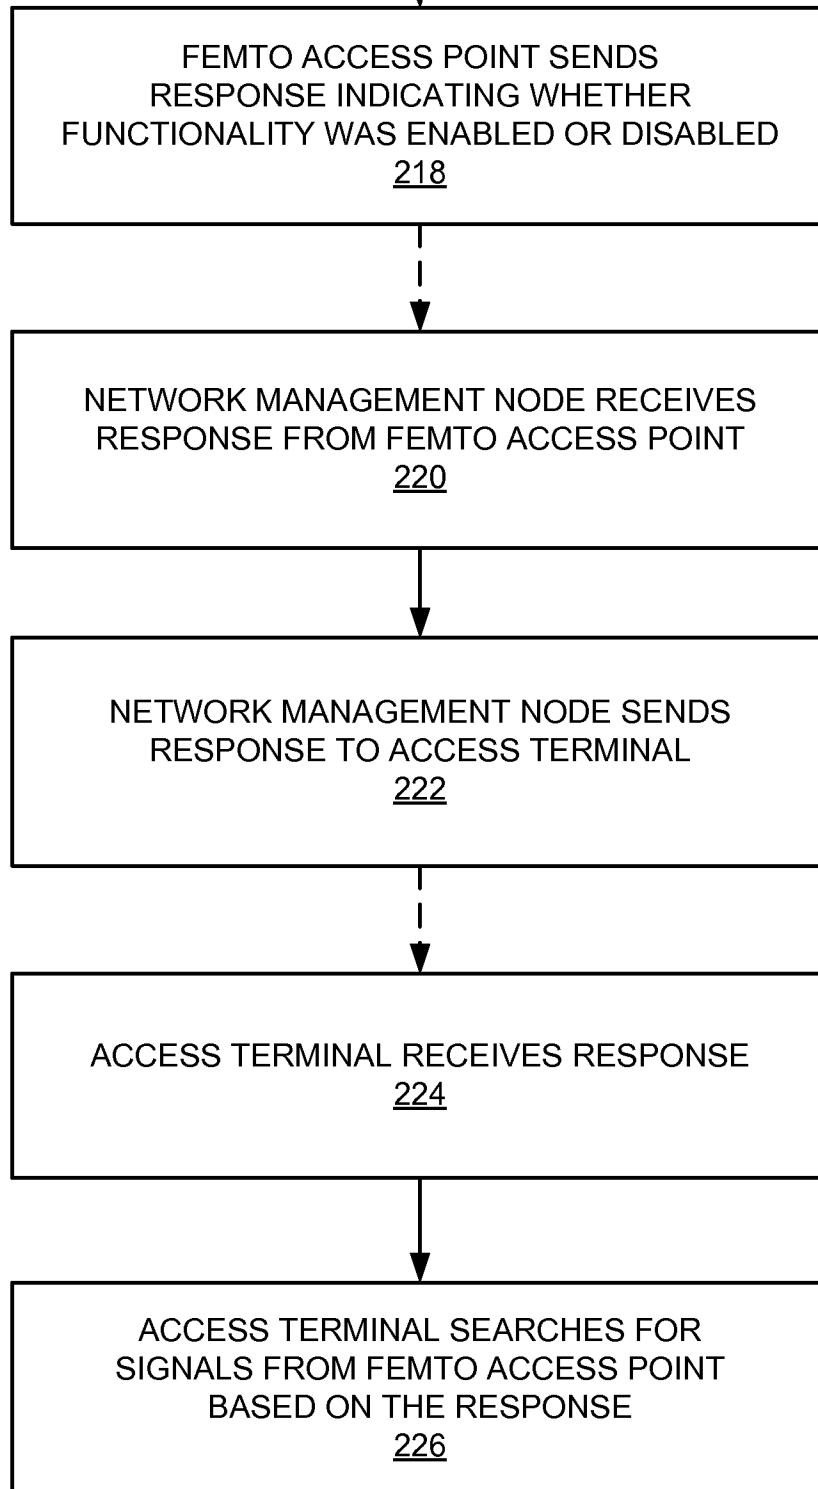 FEMTO ACCESS POINT SENDS
RESPONSE INDICATING WHETHER
FUNCTIONALITY WAS ENABLED OR DISABLED
218
NETWORK MANAGEMENT NODE RECEIVES
RESPONSE FROM FEMTO ACCESS POINT
220
NETWORK MANAGEMENT NODE SENDS
RESPONSE TO ACCESS TERMINAL
222
ACCESS TERMINAL RECEIVES RESPONSE
224
ACCESS TERMINAL SEARCHES FOR
SIGNALS FROM FEMTO ACCESS POINT
BASED ON THE RESPONSE
226